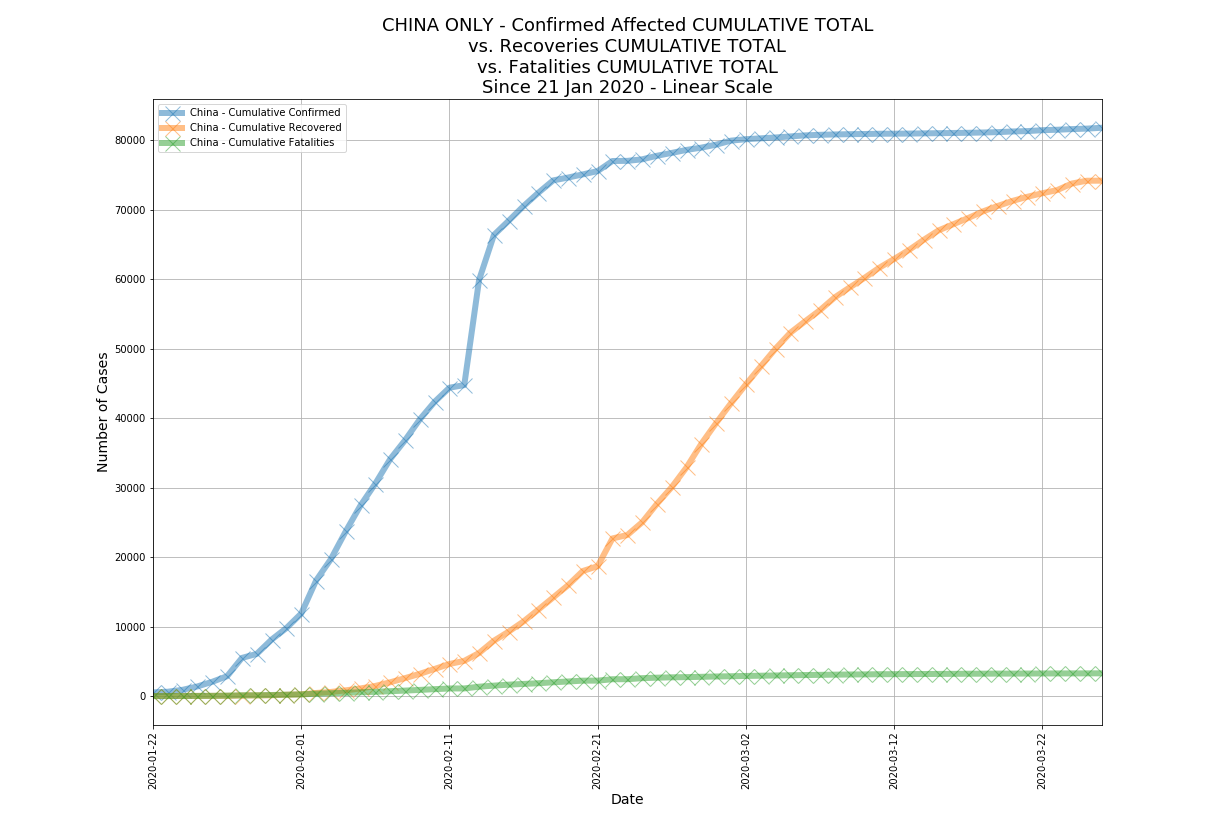 CHINA ONLY - Confirmed Affected CUMULATIVE TOTAL
vs. Recoveries CUMULATIVE TOTAL
vs. Fatalities CUMULATIVE TOTAL
Since 21 Jan 2020 - Linear Scale
China - Cumulative Confirmed
China - Cumulative Recovered
China - Cumulative Fatalities
Number of Cases
80000
70000
60000
50000
40000
30000
20000
10000
0
2020-01-22
2020-02-01
2020-02-11
2020-02-21
2020-03-02
2020-03-12
2020-03-22
Date